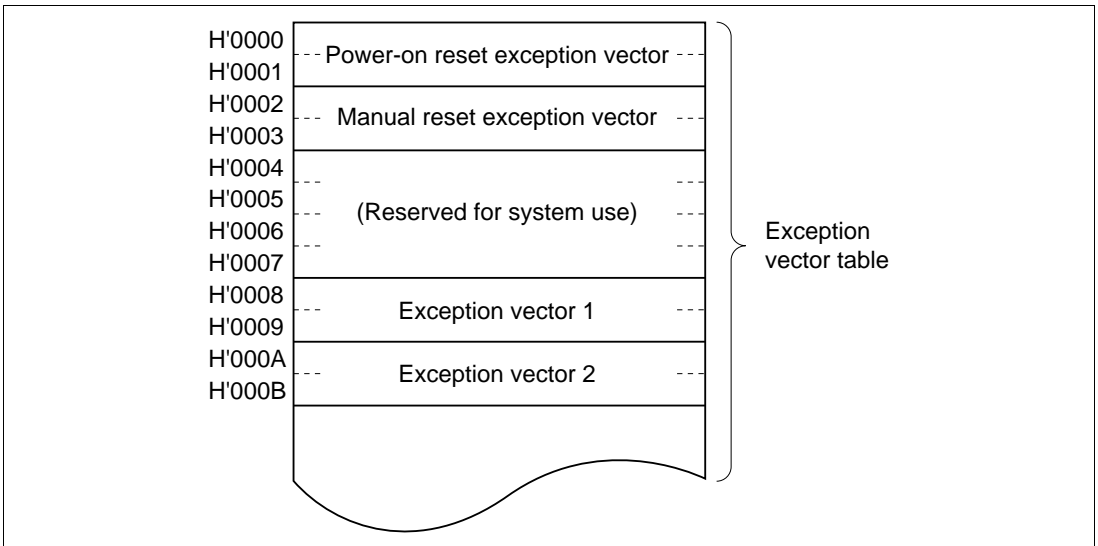 H'0000
Power-on reset exception vector
H'0001
H'0002
Manual reset exception vector
H'0003
H'0004
H'0005
(Reserved for system use)
H'0006
H'0007
Exception
vector table
H'0008
Exception vector 1
H'0009
H'000A
Exception vector 2
H'000B